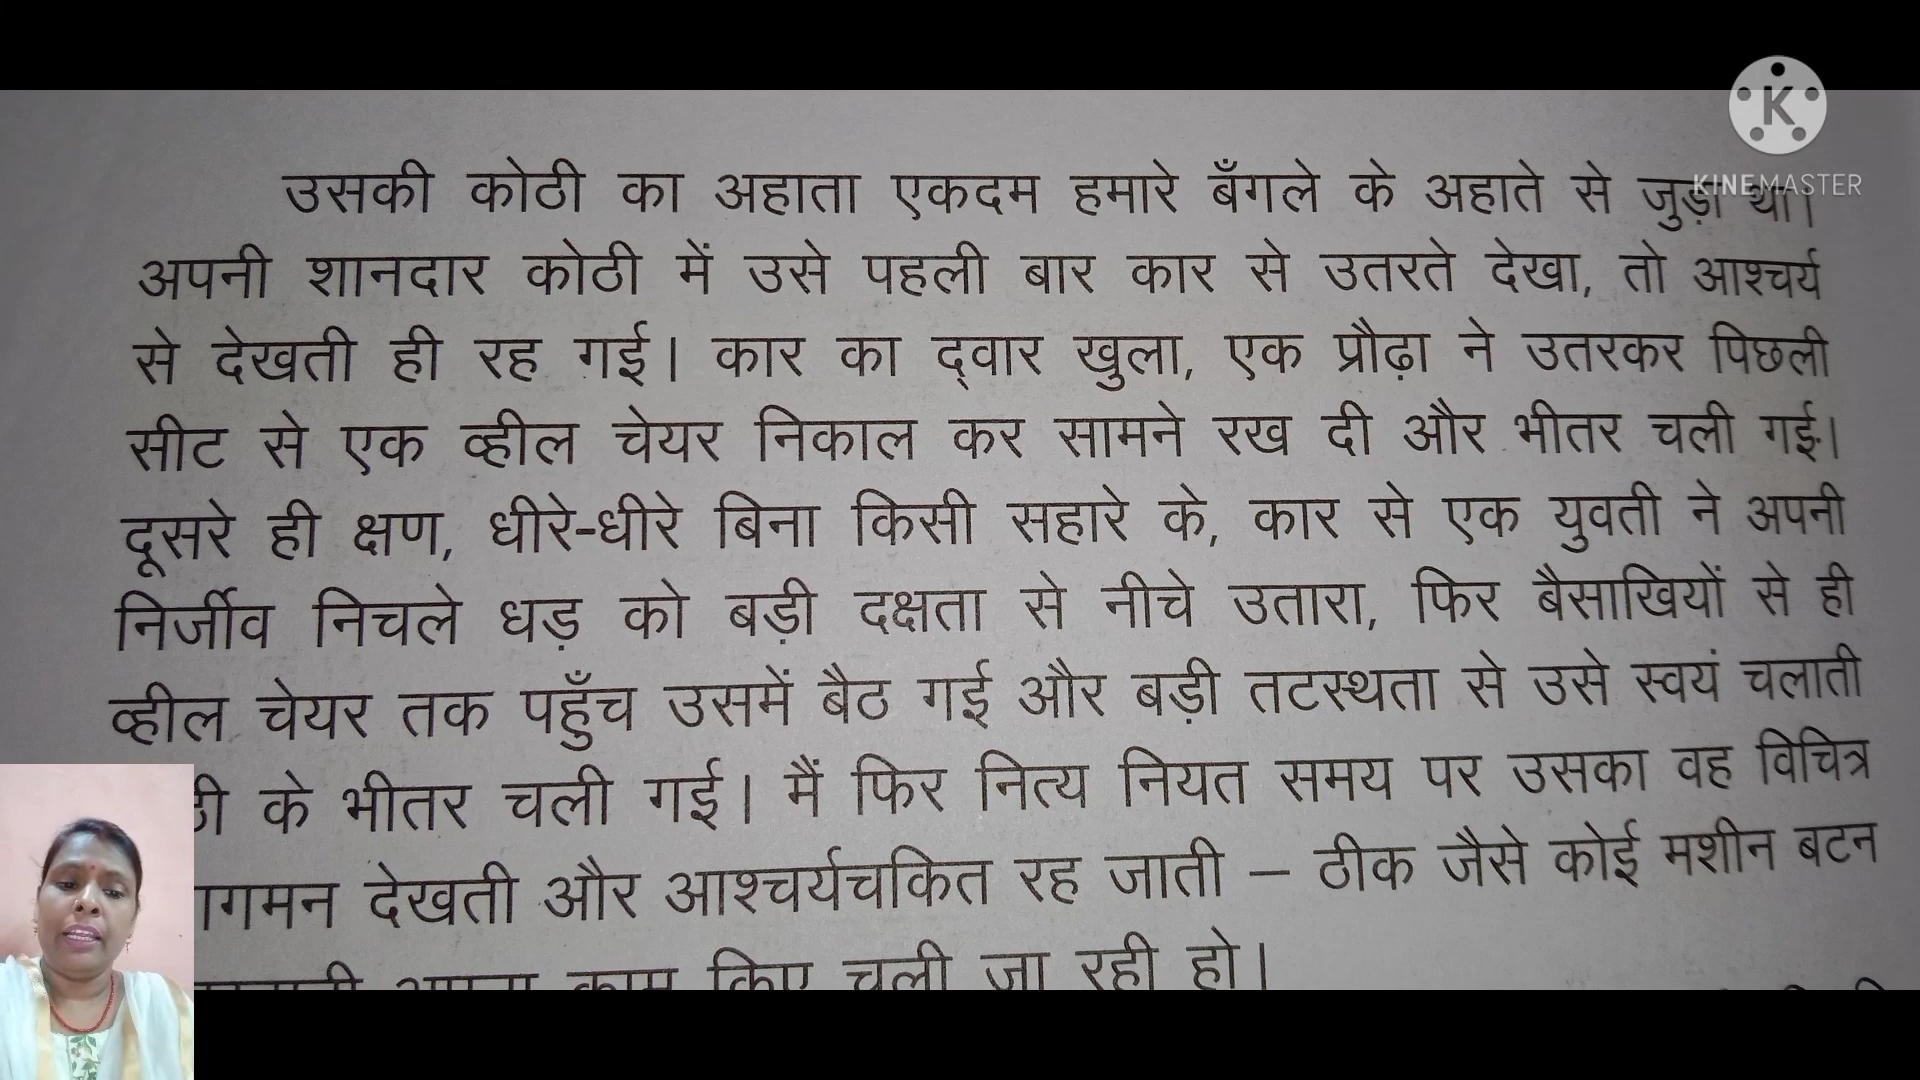 KINEMASTER
उसकी कोठी का अहाता एकदम हमारे बँगले के अहाते से जुड़ा था।
अपनी शानदार कोठी में उसे पहली बार कार से उतरते देखा, तो आश्चर्य
से देखती ही रह गई। कार का द्वार खुला, एक प्रौढ़ा ने उतरकर पिछली
सीट से एक व्हील चेयर निकाल कर सामने रख दी और भीतर चली गई।
दूसरे ही क्षण, धीरे-धीरे बिना किसी सहारे के, कार से एक युवती ने अपनी
निर्जीव निचले धड़ को बड़ी दक्षता से नीचे उतारा, फिर बैसाखियों से ही
व्हील चेयर तक पहुँच उसमें बैठ गई और बड़ी तटस्थता से उसे स्वयं चलाती
के भीतर चली गई। मैं फिर नित्य नियत समय पर उसका वह विचित्र
देखती और आश्चर्यचकित रह जाती – ठीक जैसे कोई मशीन बटन
काम किए चली जा रही हो।